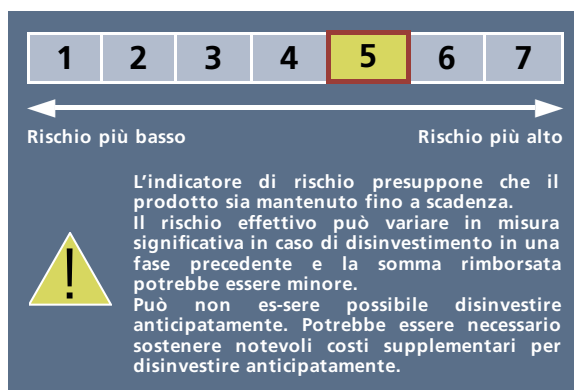 1 2 3 4 5 6 7
Rischio più basso Rischio più alto
L'indicatore di rischio presuppone che il
prodotto sia mantenuto fino a scadenza.
Il rischio effettivo può variare in misura
significativa in caso di disinvestimento in una
fase precedente e la somma rimborsata
potrebbe essere minore.
Può non es-sere possibile disinvestire
anticipatamente. Potrebbe essere necessario
sostenere notevoli costi supplementari per
disinvestire anticipatamente.
!